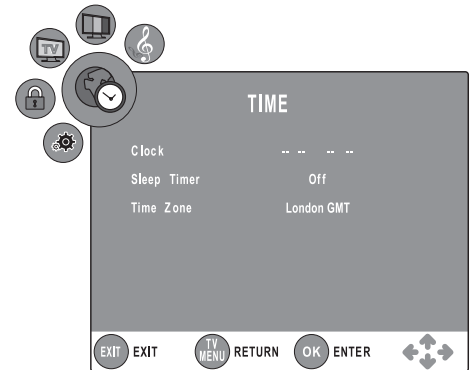 TV
TIME
Clock -- -- -- --
Sleep Timer Off
Time Zone London GMT
EXIT EXIT TV MENU RETURN OK ENTER